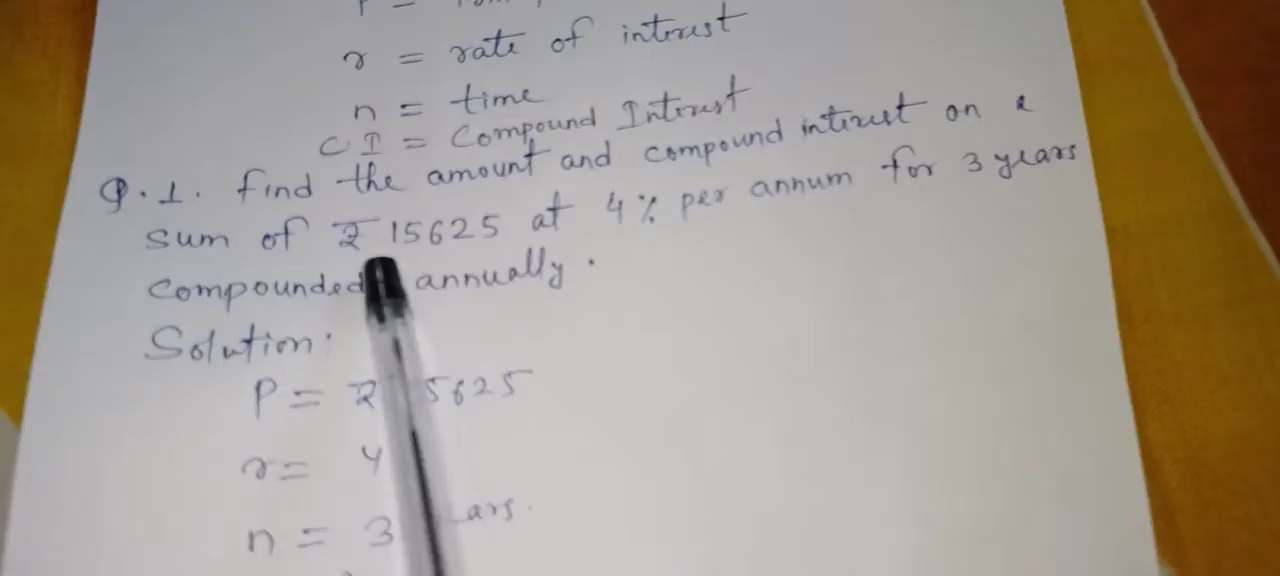 r = rate of interest
n = time
C.I = Compound Interest
Q.1. find the amount and compound interest on a
sum of ₹15625 at 4% per annum for 3 years
compounded annually.
Solution:
P = ₹ 5625
r = 4
n = 3